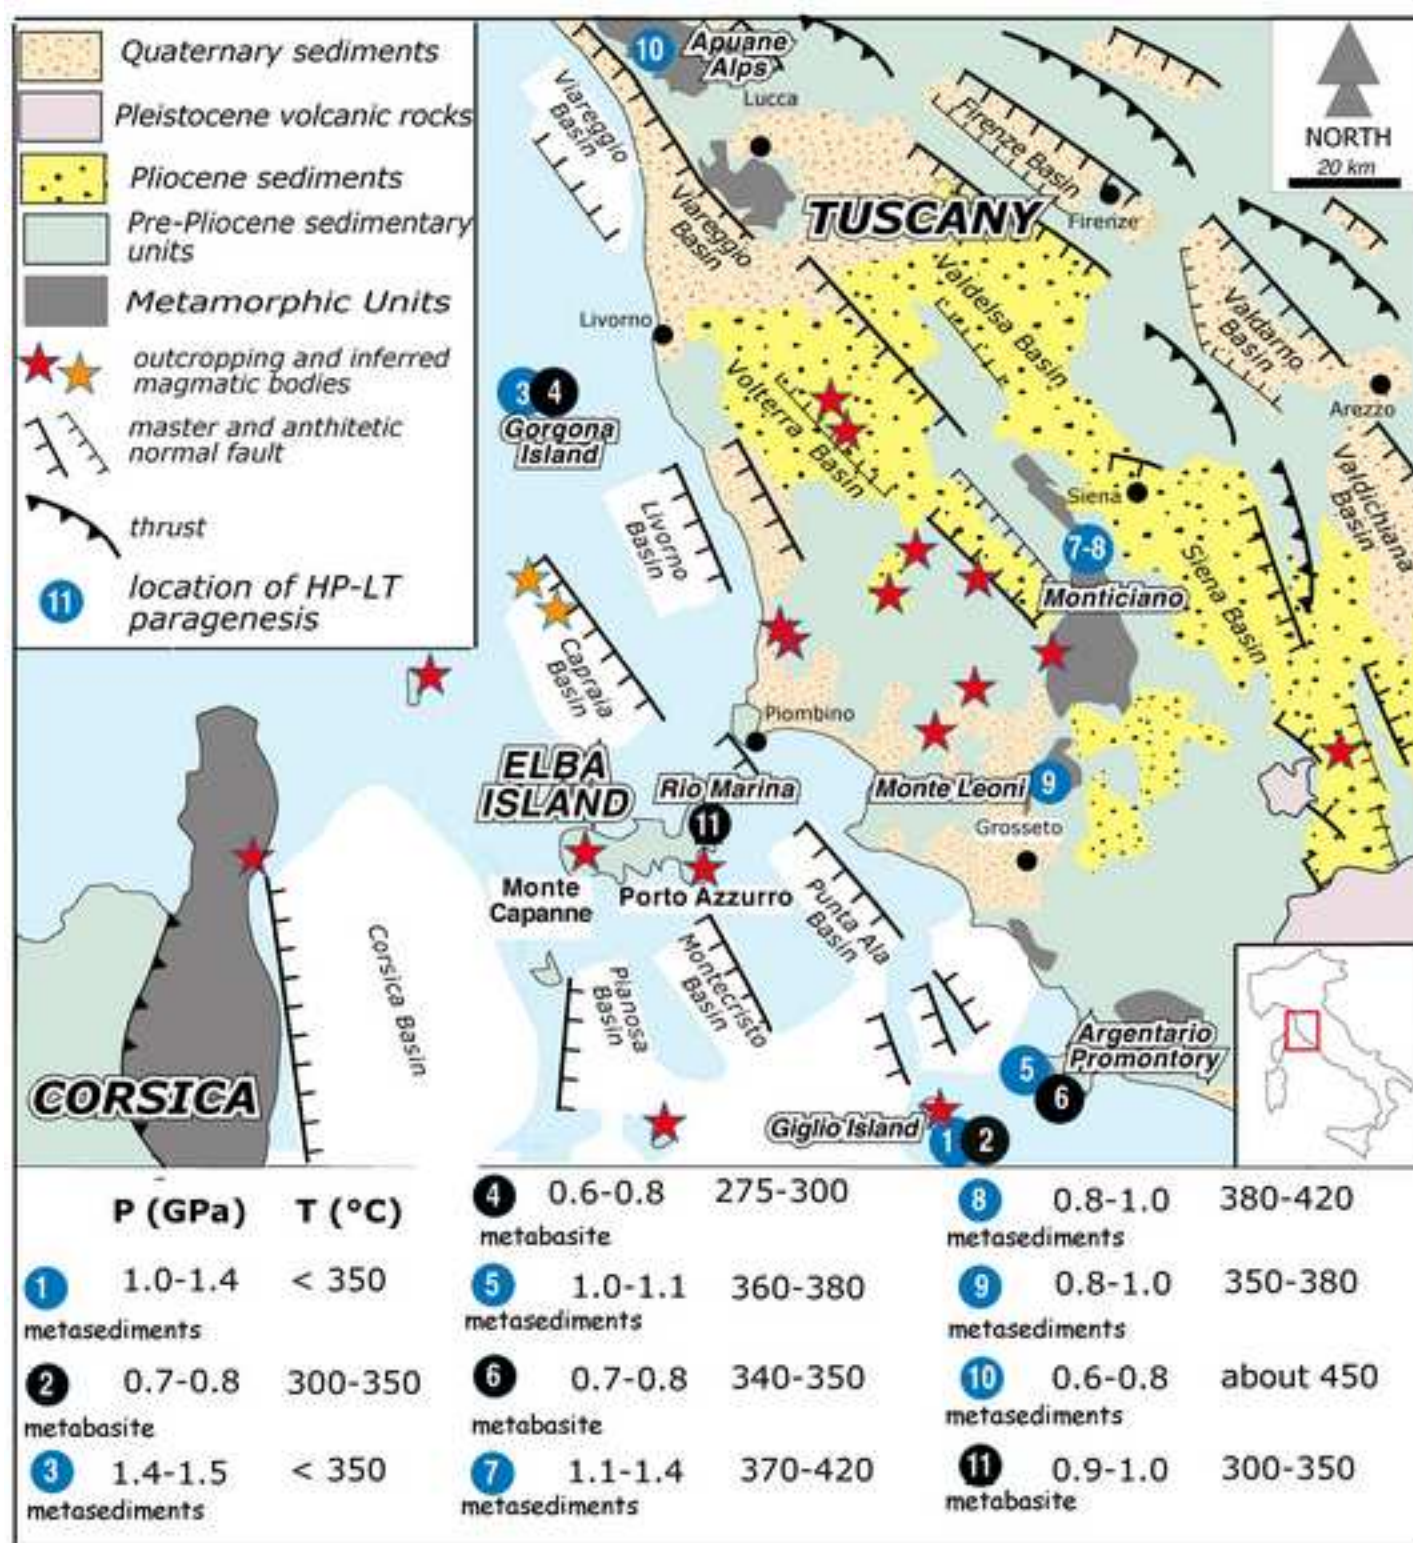 Quaternary sediments
Pleistocene volcanic rocks
Pliocene sediments
Pre-Pliocene sedimentary
units
Metamorphic Units
outcropping and inferred
magmatic bodies
master and anthitetic
normal fault
thrust
11
location of HP-LT
paragenesis
10
Apuane
Alps
Lucca
Viareggio
Basin
Viareggio
Basin
TUSCANY
Firenze Basin
Firenze
NORTH
20 km
Livorno
Valdelsa Basin
Valdarno
Basin
Arezzo
3
4
Gorgona
Island
Volterra
Basin
Livorno
Basin
Siena
7-8
Monticiano
Siena Basin
Valdichiana
Basin
Capraia
Basin
Piombino
ELBA
ISLAND
Rio Marina
11
Monte Leoni
9
Grosseto
Monte
Capanne
Porto Azzurro
Punta Ala
Basin
Corsica Basin
Pianosa
Basin
Montecristo
Basin
CORSICA
Argentario
Promontory
5
6
Giglio Island
1
2
P (GPa) T (°C)
1 1.0-1.4 < 350
metasediments
2 0.7-0.8 300-350
metabasite
3 1.4-1.5 < 350
metasediments
4 0.6-0.8 275-300
metabasite
5 1.0-1.1 360-380
metasediments
6 0.7-0.8 340-350
metabasite
7 1.1-1.4 370-420
metasediments
8 0.8-1.0 380-420
metasediments
9 0.8-1.0 350-380
metasediments
10 0.6-0.8 about 450
metasediments
11 0.9-1.0 300-350
metabasite